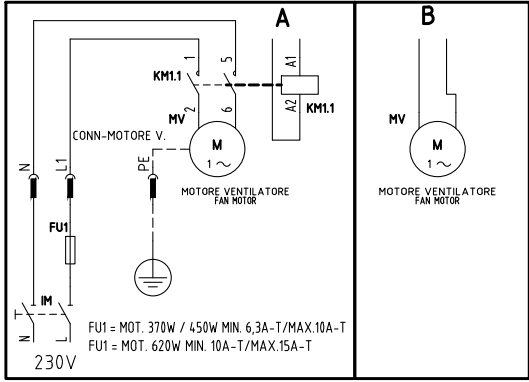 A
B
1
5
A1
KM1.1
A2
KM1.1
2
6
MV
MV
CONN-MOTORE V.
M
1 ~
M
1 ~
N
L1
PE
MOTORE VENTILATORE
FAN MOTOR
MOTORE VENTILATORE
FAN MOTOR
FU1
IM
N
L
FU1 = MOT. 370W / 450W MIN. 6,3A-T/MAX.10A-T
FU1 = MOT. 620W MIN. 10A-T/MAX.15A-T
230V